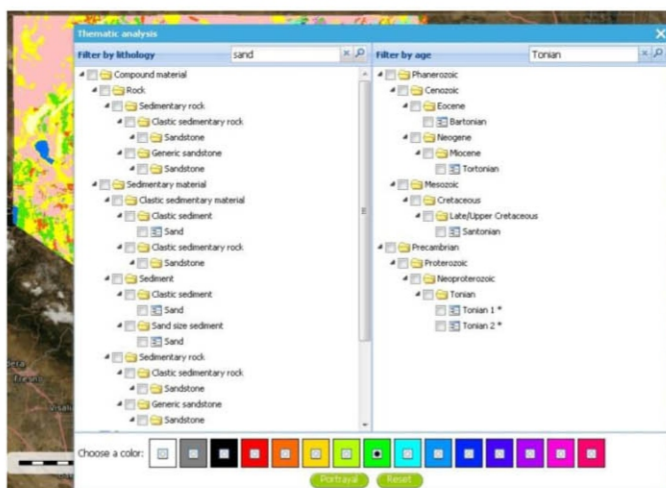 Thematic analysis
Filter by lithology
sand
Compound material
Rock
Sedimentary rock
Clastic sedimentary rock
Sandstone
Generic sandstone
Sandstone
Sedimentary material
Clastic sedimentary material
Clastic sediment
Sand
Clastic sedimentary rock
Sandstone
Sediment
Clastic sediment
Sand
Sand size sediment
Sand
Sedimentary rock
Clastic sedimentary rock
Sandstone
Generic sandstone
Sandstone
Filter by age
Tonian
Phanerozoic
Cenozoic
Eocene
Bartonian
Neogene
Miocene
Tortonian
Mesozoic
Cretaceous
Late/Upper Cretaceous
Santonian
Precambrian
Proterozoic
Neoproterozoic
Tonian
Tonian 1 *
Tonian 2 *
Choose a color:
Portrayal
Reset